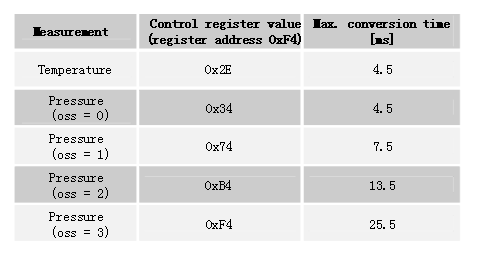 Measurement
Control register value
(register address 0xF4)
Max. conversion time
[ms]
Temperature
0x2E
4.5
Pressure
(oss = 0)
0x34
4.5
Pressure
(oss = 1)
0x74
7.5
Pressure
(oss = 2)
0xB4
13.5
Pressure
(oss = 3)
0xF4
25.5